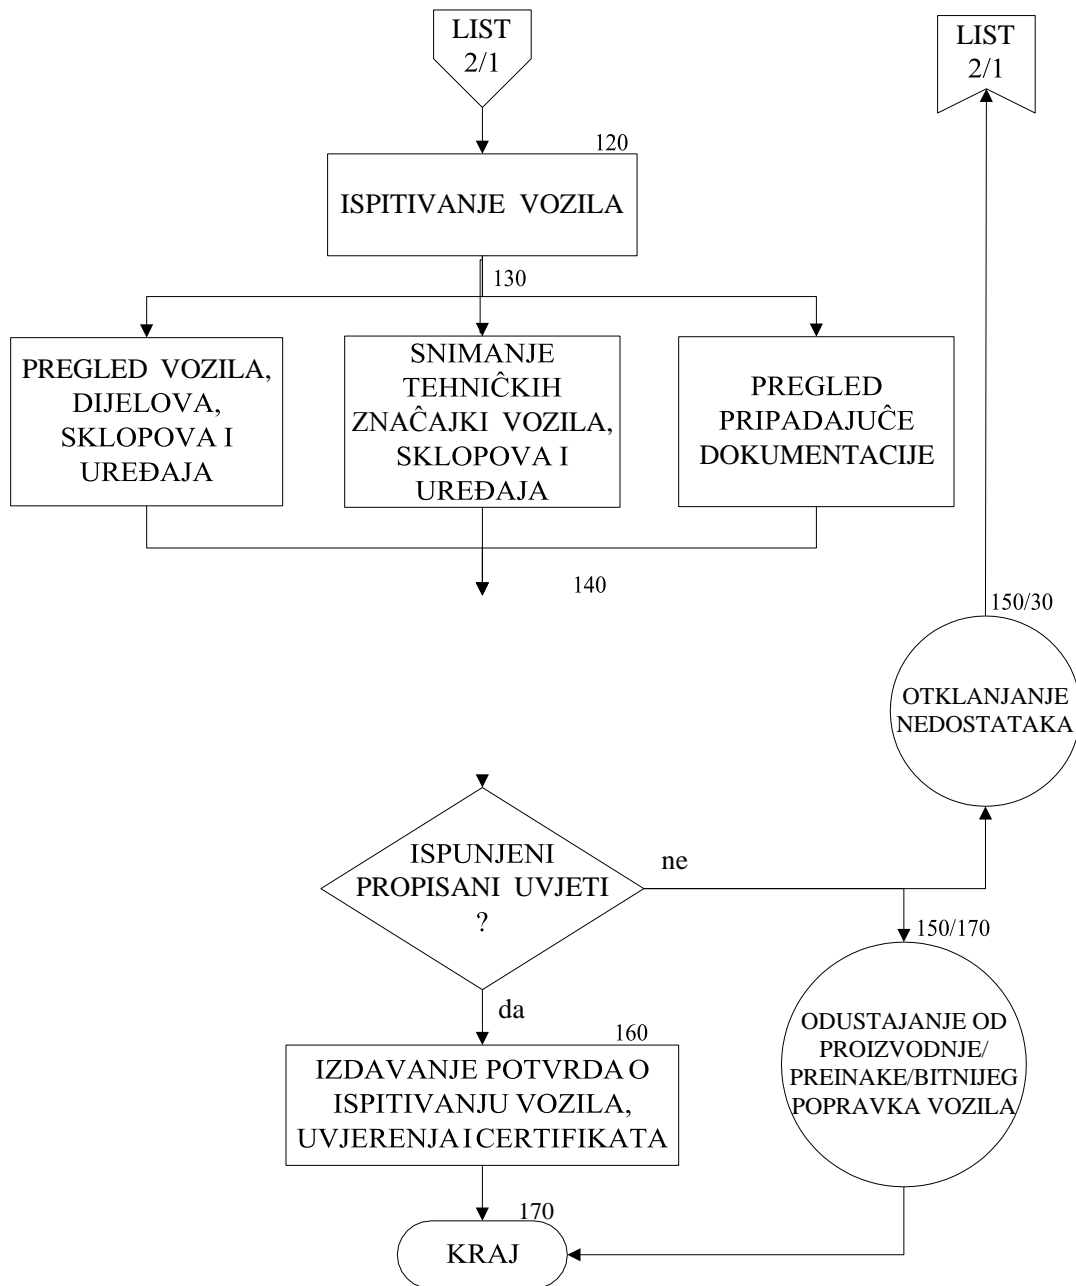 LIST
2/1
LIST
2/1
120
ISPITIVANJE VOZILA
130
PREGLED VOZILA,
DIJELOVA,
SKLOPOVA I
UREĐAJA
SNIMANJE
TEHNIĈKIH
ZNAĈAJKI VOZILA,
SKLOPOVA I
UREĐAJA
PREGLED
PRIPADAJUĈE
DOKUMENTACIJE
140
150/30
OTKLANJANJE
NEDOSTATAKA
ISPUNJENI
PROPISANI UVJETI
?
ne
da
150/170
ODUSTAJANJE OD
PROIZVODNJE/
PREINAKE/BITNIJEG
POPRAVKA VOZILA
160
IZDAVANJE POTVRDA O
ISPITIVANJU VOZILA,
UVJERENJA I CERTIFIKATA
170
KRAJ